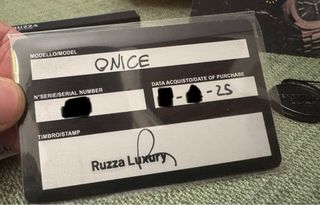 MODELLO/MODEL
ONICE
N°SERIE/SERIAL NUMBER
DATA ACQUISTO/DATE OF PURCHASE
- -25
TIMBRO/STAMP
Ruzza Luxury